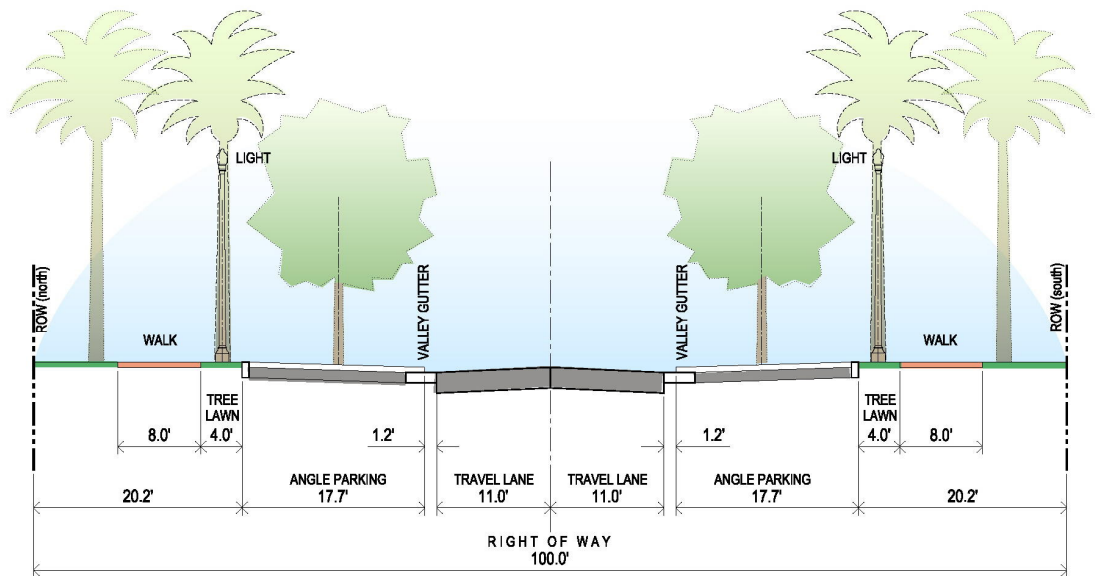 LIGHT
LIGHT
ROW (north)
WALK
VALLEY GUTTER
VALLEY GUTTER
WALK
ROW (south)
TREE
LAWN
TREE
LAWN
8.0'
4.0'
1.2'
1.2'
4.0'
8.0'
20.2'
ANGLE PARKING
17.7'
TRAVEL LANE
11.0'
TRAVEL LANE
11.0'
ANGLE PARKING
17.7'
20.2'
RIGHT OF WAY
100.0'